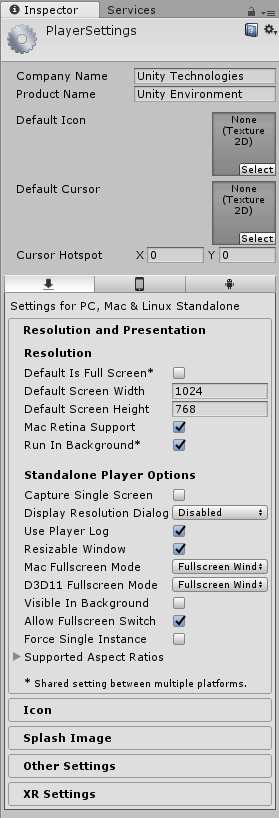 Inspector Services
PlayerSettings
Company Name Unity Technologies
Product Name Unity Environment
Default Icon None
(Texture
2D)
Select
Default Cursor None
(Texture
2D)
Select
Cursor Hotspot X 0 Y 0
Settings for PC, Mac & Linux Standalone
Resolution and Presentation
Resolution
Default Is Full Screen*
Default Screen Width 1024
Default Screen Height 768
Mac Retina Support
Run In Background*
Standalone Player Options
Capture Single Screen
Display Resolution Dialog Disabled
Use Player Log
Resizable Window
Mac Fullscreen Mode Fullscreen Wind
D3D11 Fullscreen Mode Fullscreen Wind
Visible In Background
Allow Fullscreen Switch
Force Single Instance
Supported Aspect Ratios
* Shared setting between multiple platforms.
Icon
Splash Image
Other Settings
XR Settings